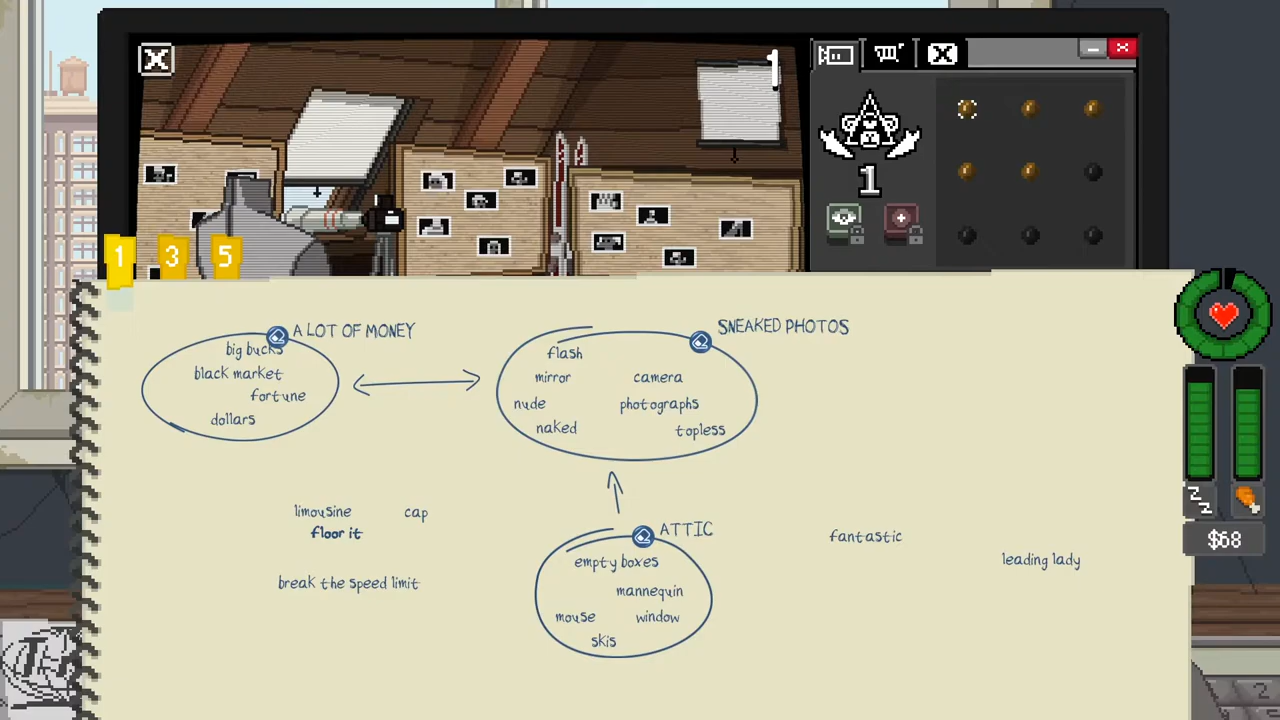 1
1
1 3 5
A LOT OF MONEY
big bucks
black market
fortune
dollars
SNEAKED PHOTOS
flash
mirror camera
nude photographs
naked topless
limousine cap
floor it
break the speed limit
ATTIC
empty boxes
mannequin
mouse window
skis
fantastic
leading lady
$68
2